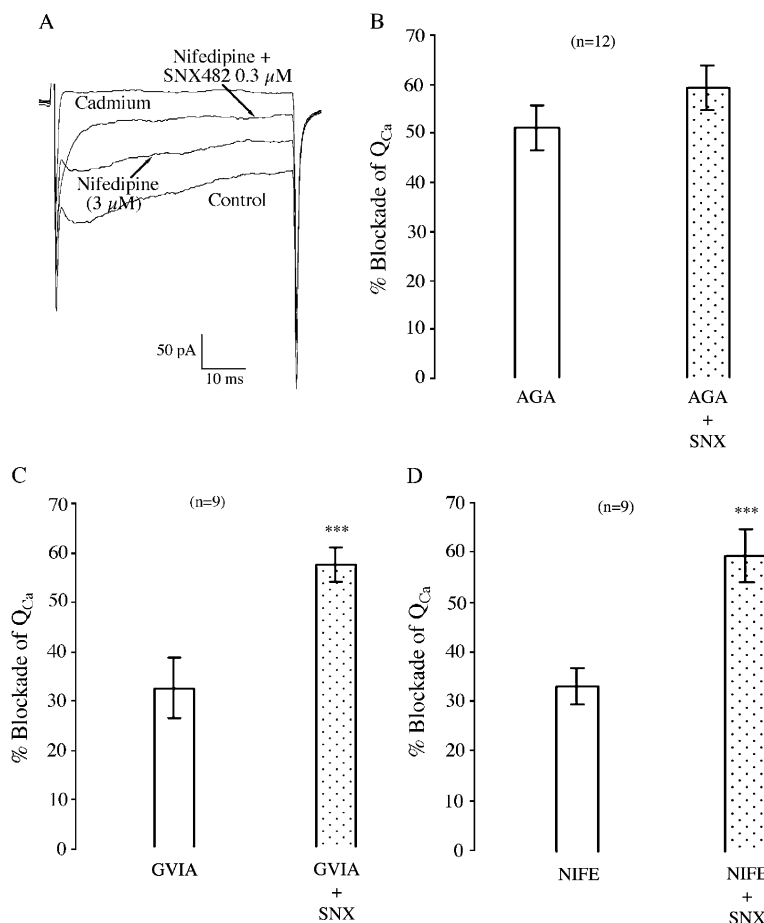 A
Nifedipine +
SNX482 0.3 µM
Cadmium
Nifedipine
(3 µM)
Control
50 pA
10 ms
B
(n=12)
% Blockade of QCa
70
60
50
40
30
20
10
0
AGA
AGA
+
SNX
C
(n=9)
% Blockade of QCa
70
60
50
40
30
20
10
0
***
GVIA
GVIA
+
SNX
D
(n=9)
% Blockade of QCa
70
60
50
40
30
20
10
0
***
NIFE
NIFE
+
SNX